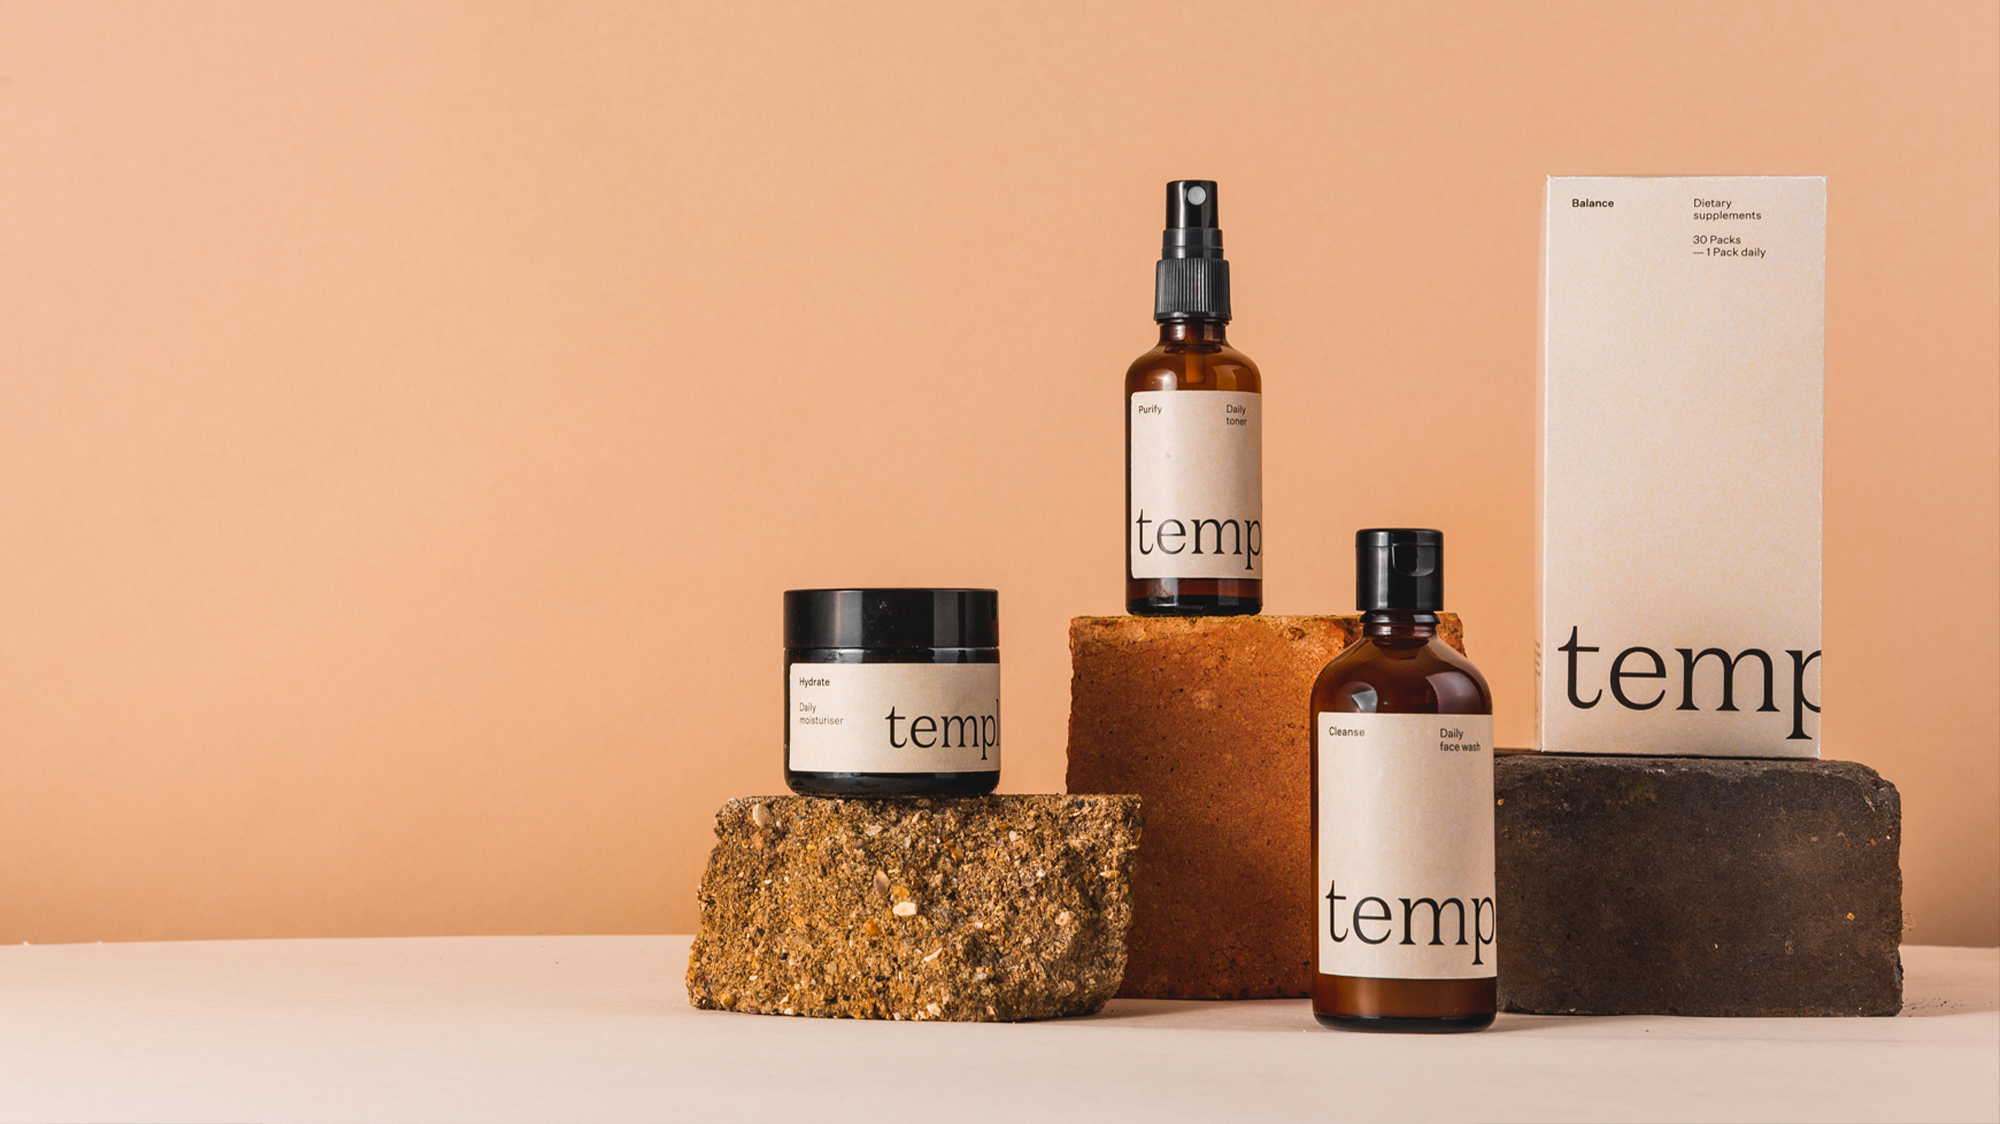 Hydrate
Daily
moisturiser
templ
Purify
Daily
toner
temp
Cleanse
Daily
face wash
temp
Balance
Dietary
supplements
30 Packs
— 1 Pack daily
temp